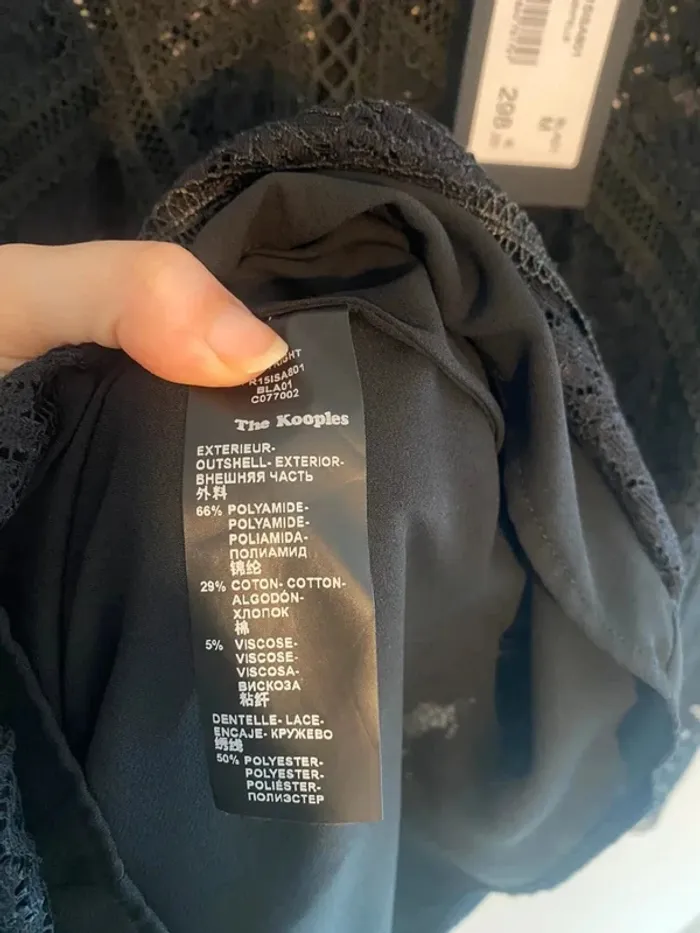 298
M
R15ISA801
BLA01
C077002
The Kooples
EXTERIEUR-
OUTSHELL- EXTERIOR-
ВНЕШНЯЯ ЧАСТЬ
外料
66% POLYAMIDE-
POLYAMIDE-
POLIAMIDA-
ПОЛИАМИД
锦纶
29% COTON- COTTON-
ALGODÓN-
ХЛОПОК
棉
5% VISCOSE-
VISCOSE-
VISCOSA-
ВИСКОЗА
粘纤
DENTELLE- LACE-
ENCAJE- КРУЖЕВО
绣线
50% POLYESTER-
POLYESTER-
POLIÉSTER-
ПОЛИЭСТЕР